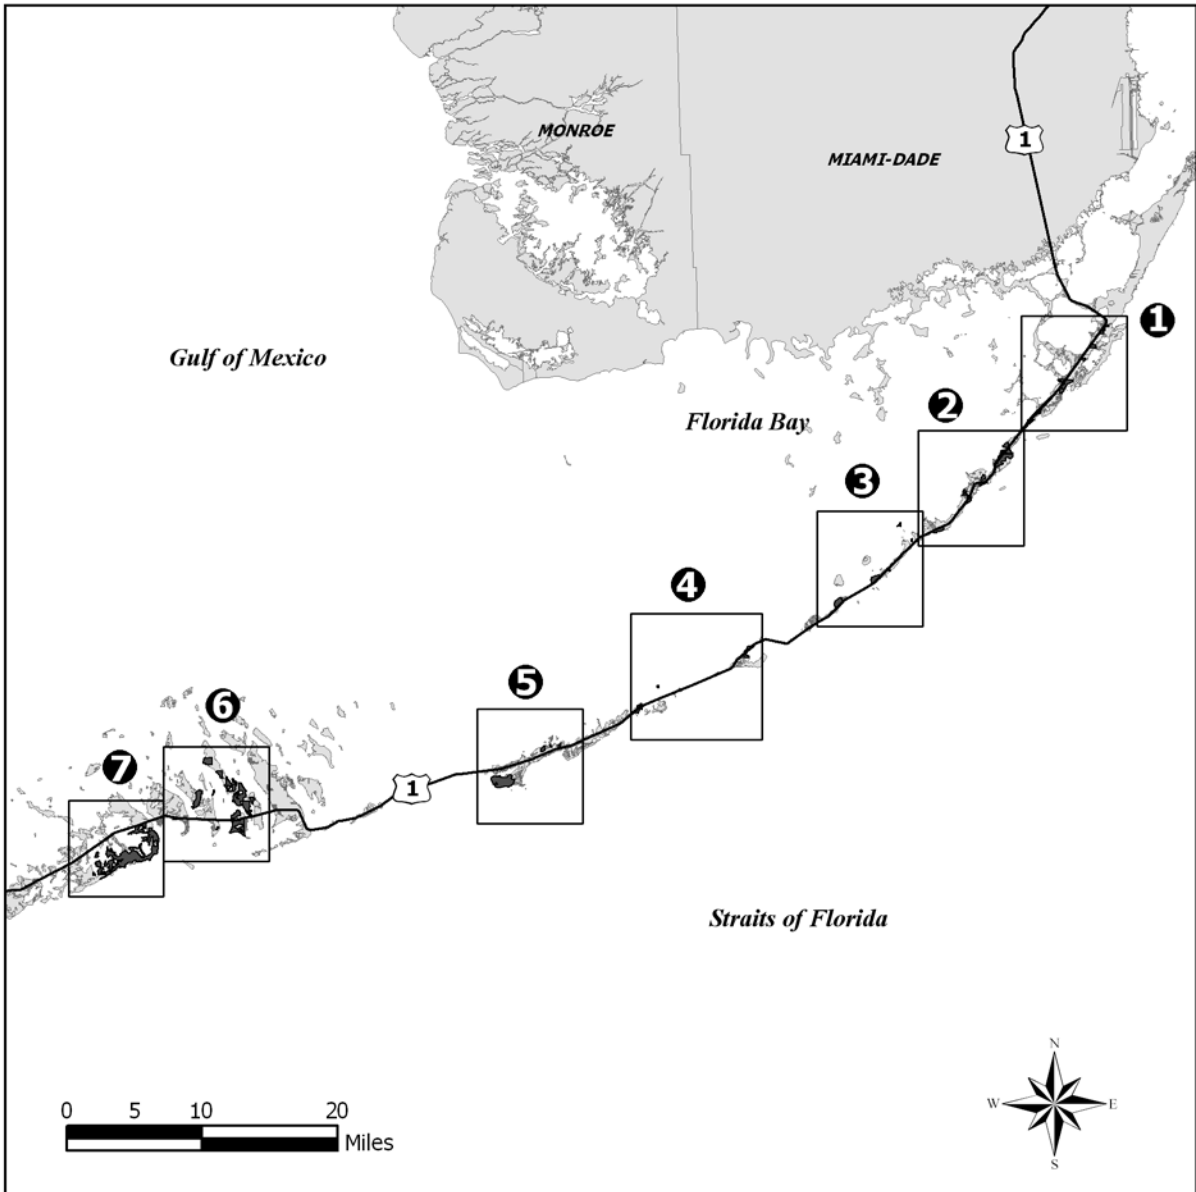 1
MONROE
MIAMI-DADE
1
Gulf of Mexico
2
Florida Bay
3
4
5
6
7
1
Straits of Florida
N
W E
S
0 5 10 20
Miles